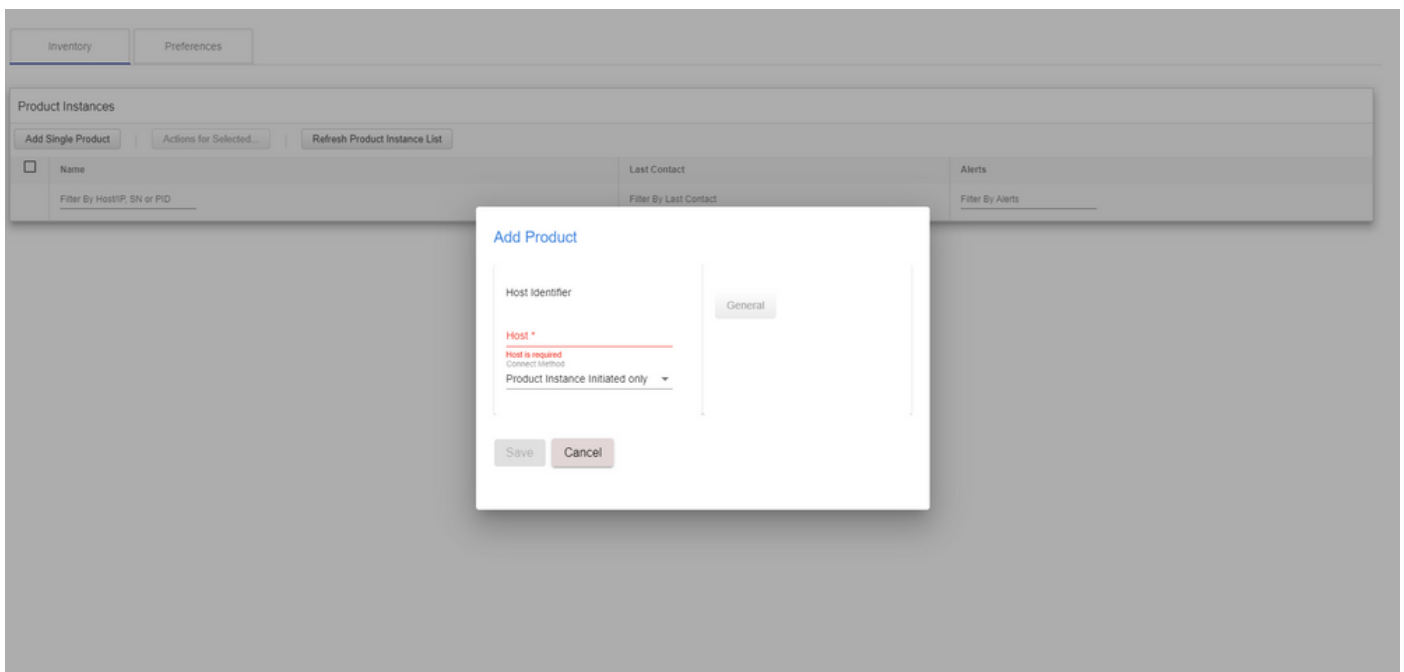 Inventory Preferences
Product Instances
Add Single Product Actions for Selected... Refresh Product Instance List
Name Last Contact Alerts
Filter By Host/IP, SN or PID Filter By Last Contact Filter By Alerts
Add Product
Host Identifier
General
Host *
Host is required
Connect Method
Product Instance Initiated only
Save Cancel